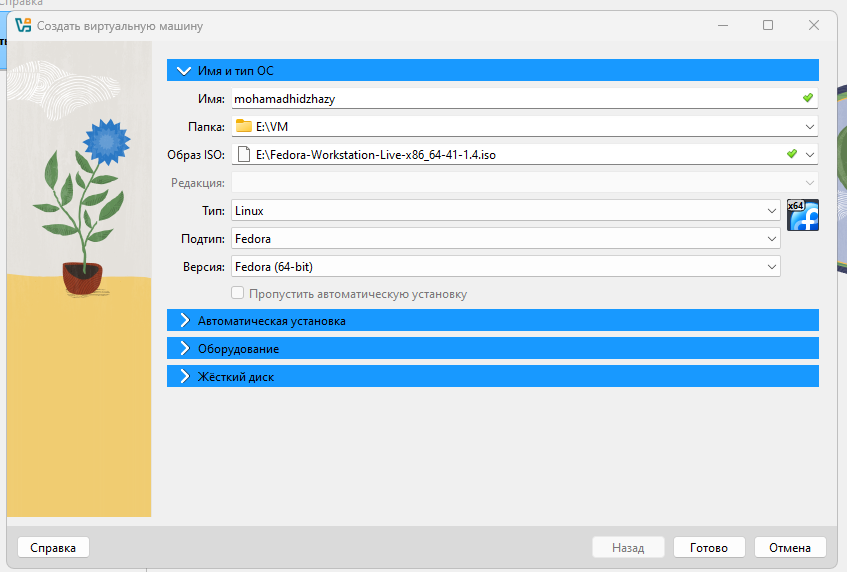 Справка
Создать виртуальную машину
Имя и тип ОС
Имя: mohamadhidzhazy
Папка: E:\VM
Образ ISO: E:\Fedora-Workstation-Live-x86_64-41-1.4.iso
Редакция:
Тип: Linux
x64
Подтип: Fedora
Версия: Fedora (64-bit)
Пропустить автоматическую установку
Автоматическая установка
Оборудование
Жёсткий диск
Справка Назад Готово Отмена